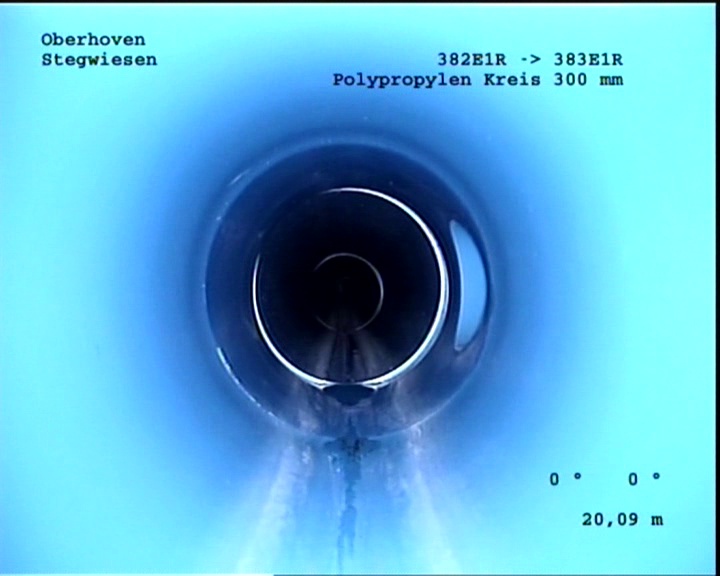 Oberhoven
Stegwiesen
382E1R -> 383E1R
Polypropylen Kreis 300 mm
0 ° 0 °
20,09 m